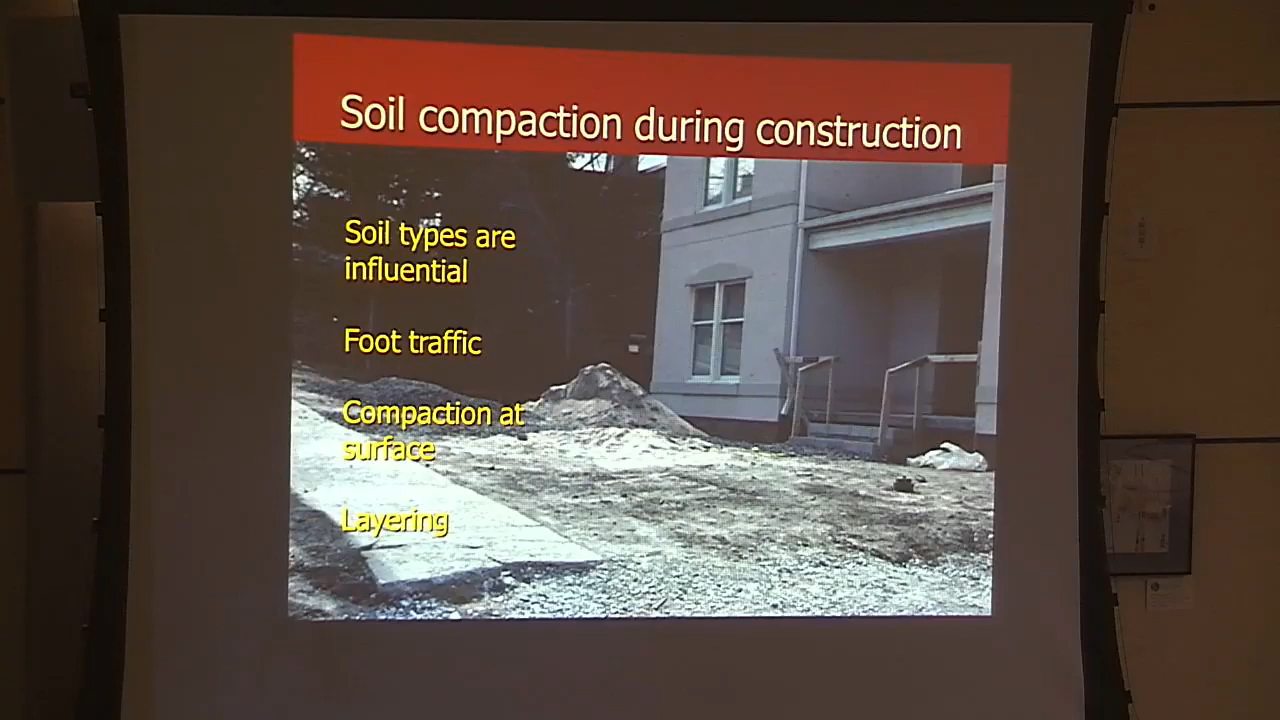 Soil compaction during construction
Soil types are
influential
Foot traffic
Compaction at
surface
Layering